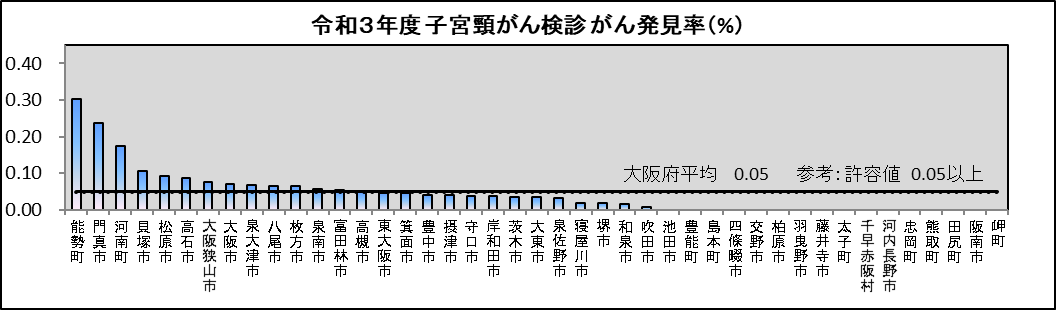 令和3年度 子宮頸がん検診 がん発見率(%)
0.40
0.30
0.20
0.10
0.00
大阪府平均 0.05 参考:許容値 0.05以上
能勢町
門真市
河南町
貝塚市
松原市
高石市
大阪狭山市
大阪市
泉大津市
八尾市
枚方市
泉南市
富田林市
高槻市
東大阪市
箕面市
豊中市
摂津市
守口市
岸和田市
茨木市
大東市
泉佐野市
寝屋川市
堺市
和泉市
吹田市
池田市
豊能町
島本町
四條畷市
交野市
柏原市
羽曳野市
藤井寺市
太子町
千早赤阪村
河内長野市
忠岡町
熊取町
田尻町
阪南市
岬町